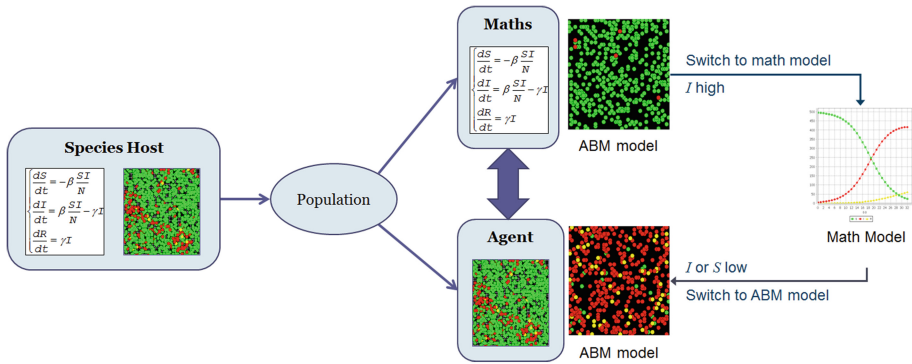 Species Host
dS/dt = -β SI/N
dI/dt = β SI/N - γI
dR/dt = γI
Population
Maths
dS/dt = -β SI/N
dI/dt = β SI/N - γI
dR/dt = γI
ABM model
Agent
ABM model
Switch to math model
I high
Math Model
I or S low
Switch to ABM model